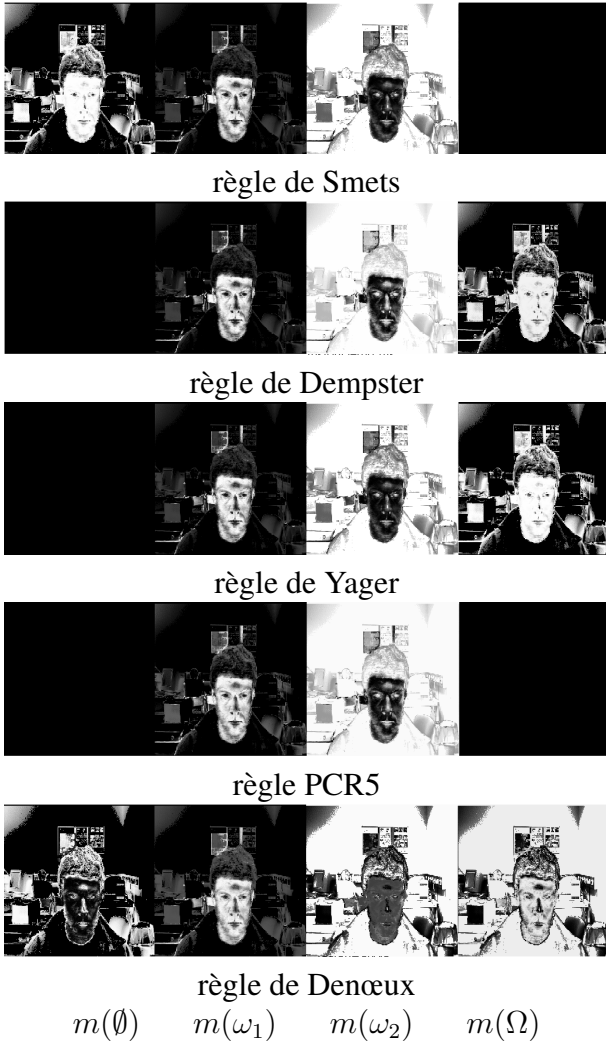 règle de Smets
règle de Dempster
règle de Yager
règle PCR5
règle de Denœux
m(∅) m(ω₁) m(ω₂) m(Ω)